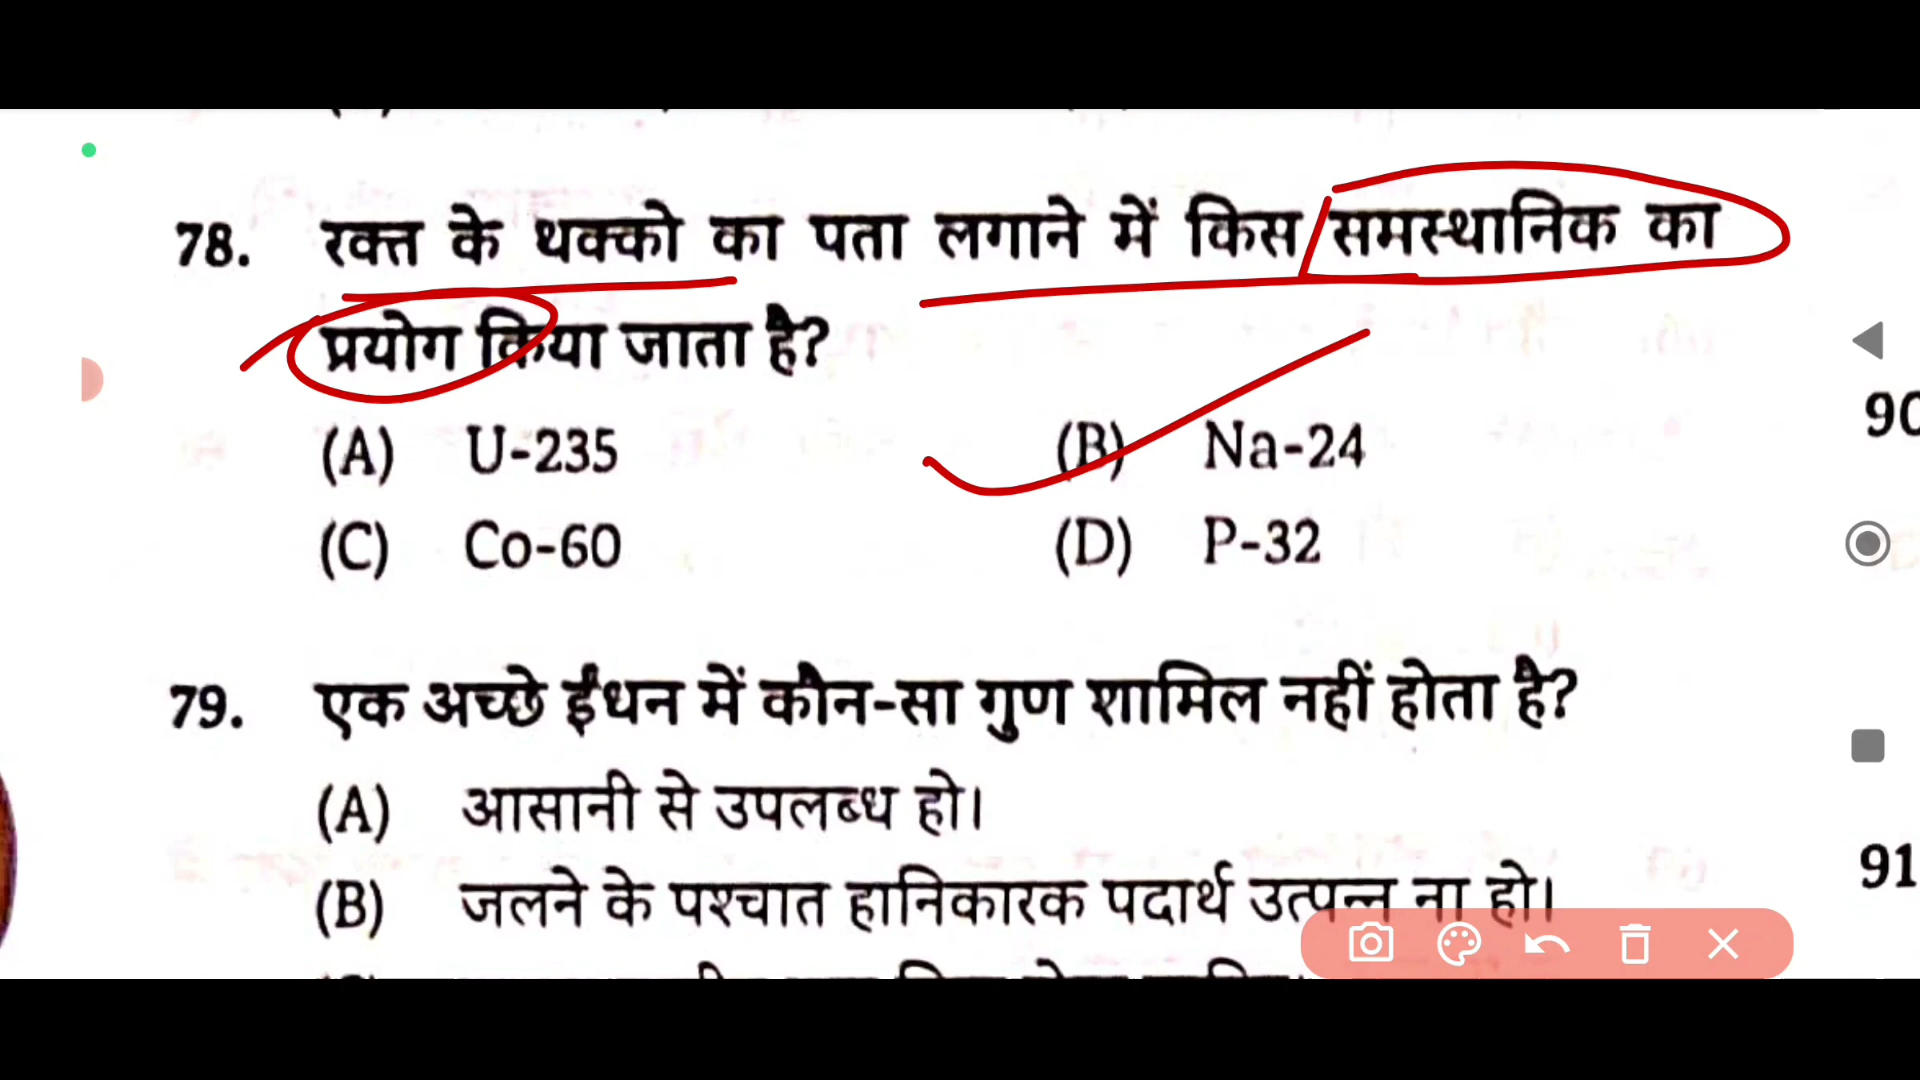 78. रक्त के थक्को का पता लगाने में किस समस्थानिक का
प्रयोग किया जाता है?
(A) U-235 (B) Na-24
(C) Co-60 (D) P-32
79. एक अच्छे ईंधन में कौन-सा गुण शामिल नहीं होता है?
(A) आसानी से उपलब्ध हो।
(B) जलने के पश्चात हानिकारक पदार्थ उत्पन्न ना हो।
90
91